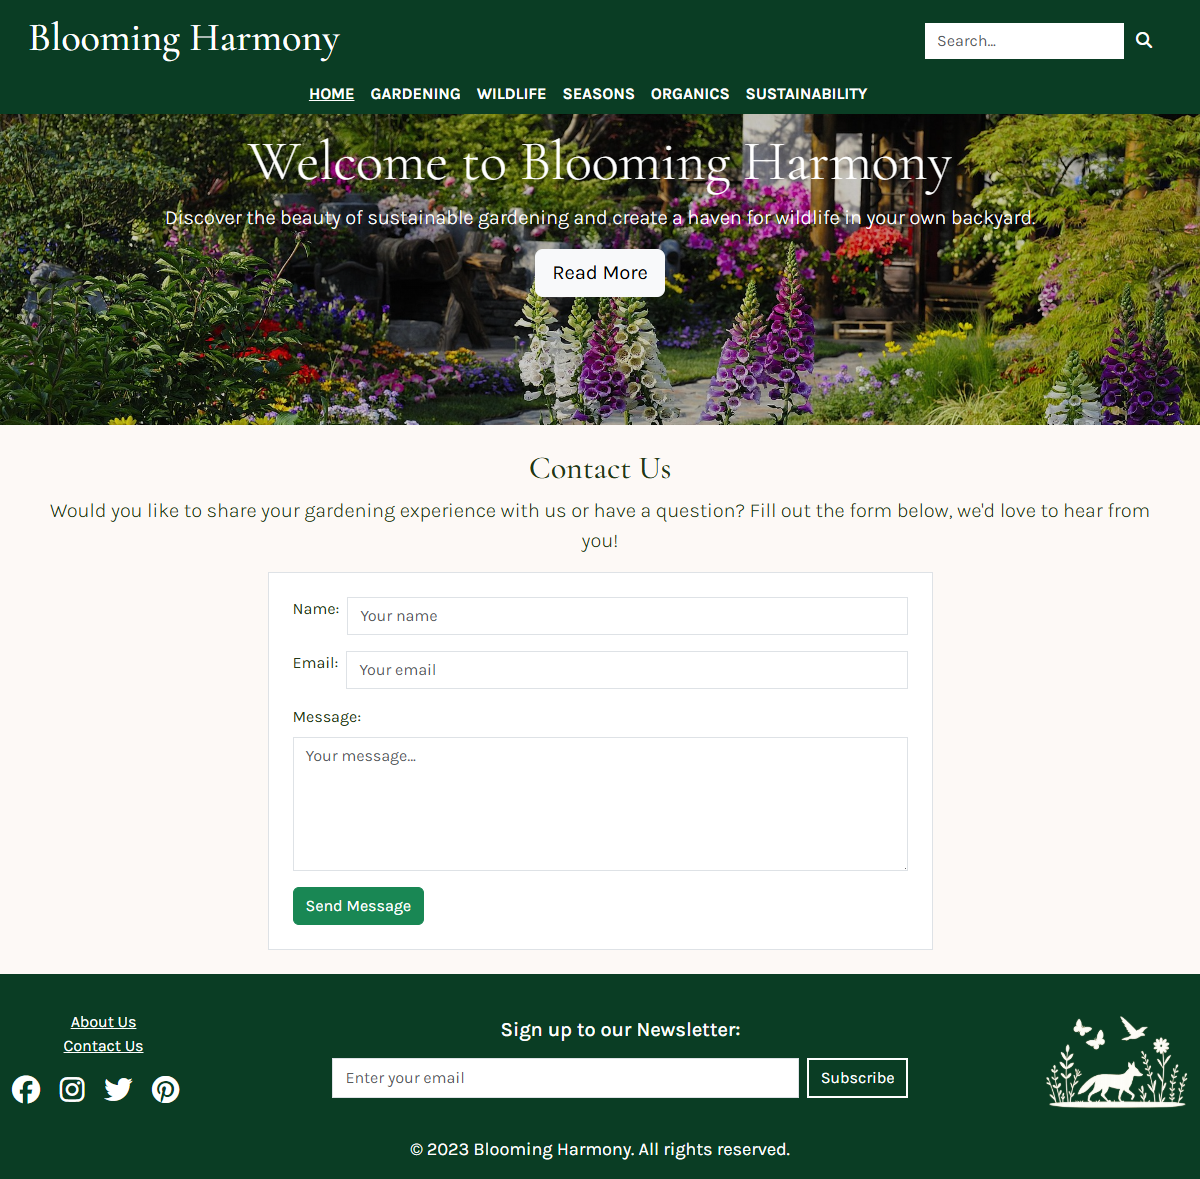 Blooming Harmony
Search...
HOME GARDENING WILDLIFE SEASONS ORGANICS SUSTAINABILITY
Welcome to Blooming Harmony
Discover the beauty of sustainable gardening and create a haven for wildlife in your own backyard.
Read More
Contact Us
Would you like to share your gardening experience with us or have a question? Fill out the form below, we'd love to hear from
you!
Name: Your name
Email: Your email
Message:
Your message...
Send Message
About Us
Contact Us
Sign up to our Newsletter:
Enter your email
Subscribe
© 2023 Blooming Harmony. All rights reserved.